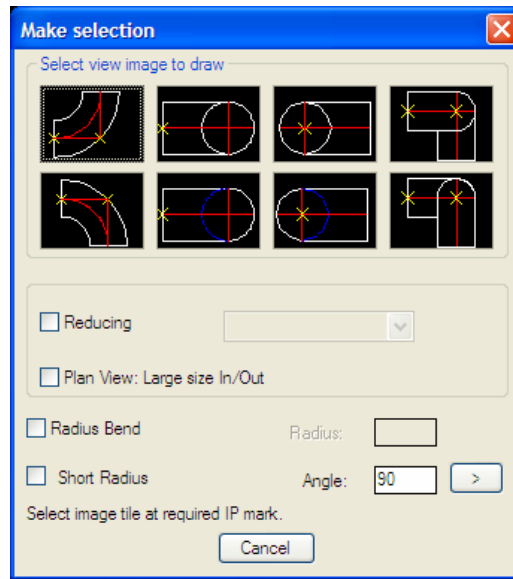 Make selection
Select view image to draw
Reducing
Plan View: Large size In/Out
Radius Bend Radius:
Short Radius Angle: 90 >
Select image tile at required IP mark.
Cancel